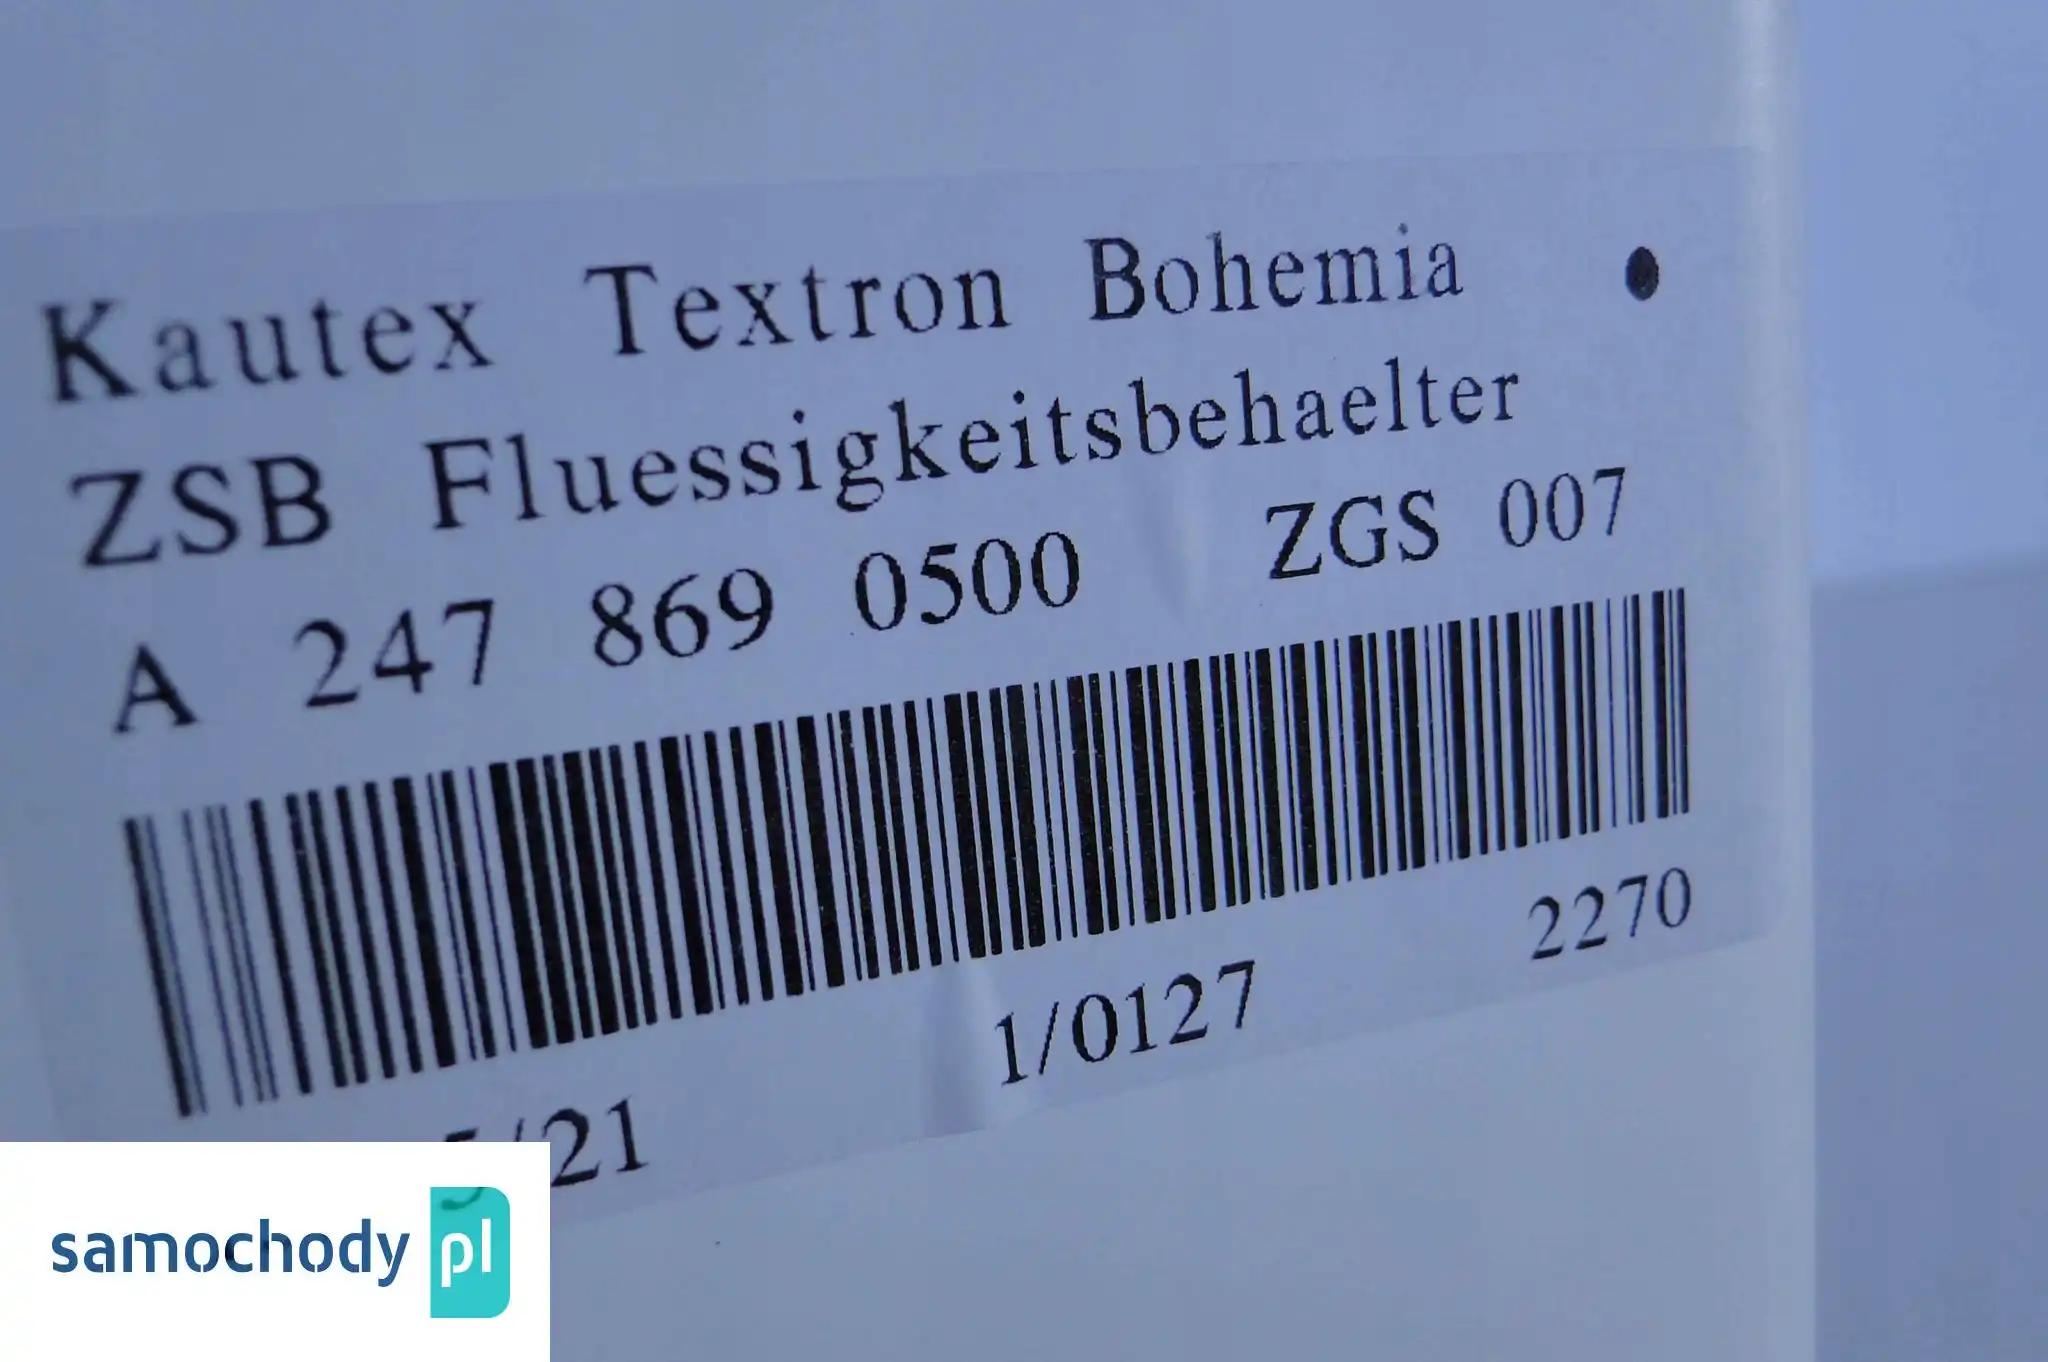 Kautex Textron Bohemia
ZSB Fluessigkeitsbehaelter
A 247 869 0500 ZGS 007
1/0127 2270
/21
samochody pl